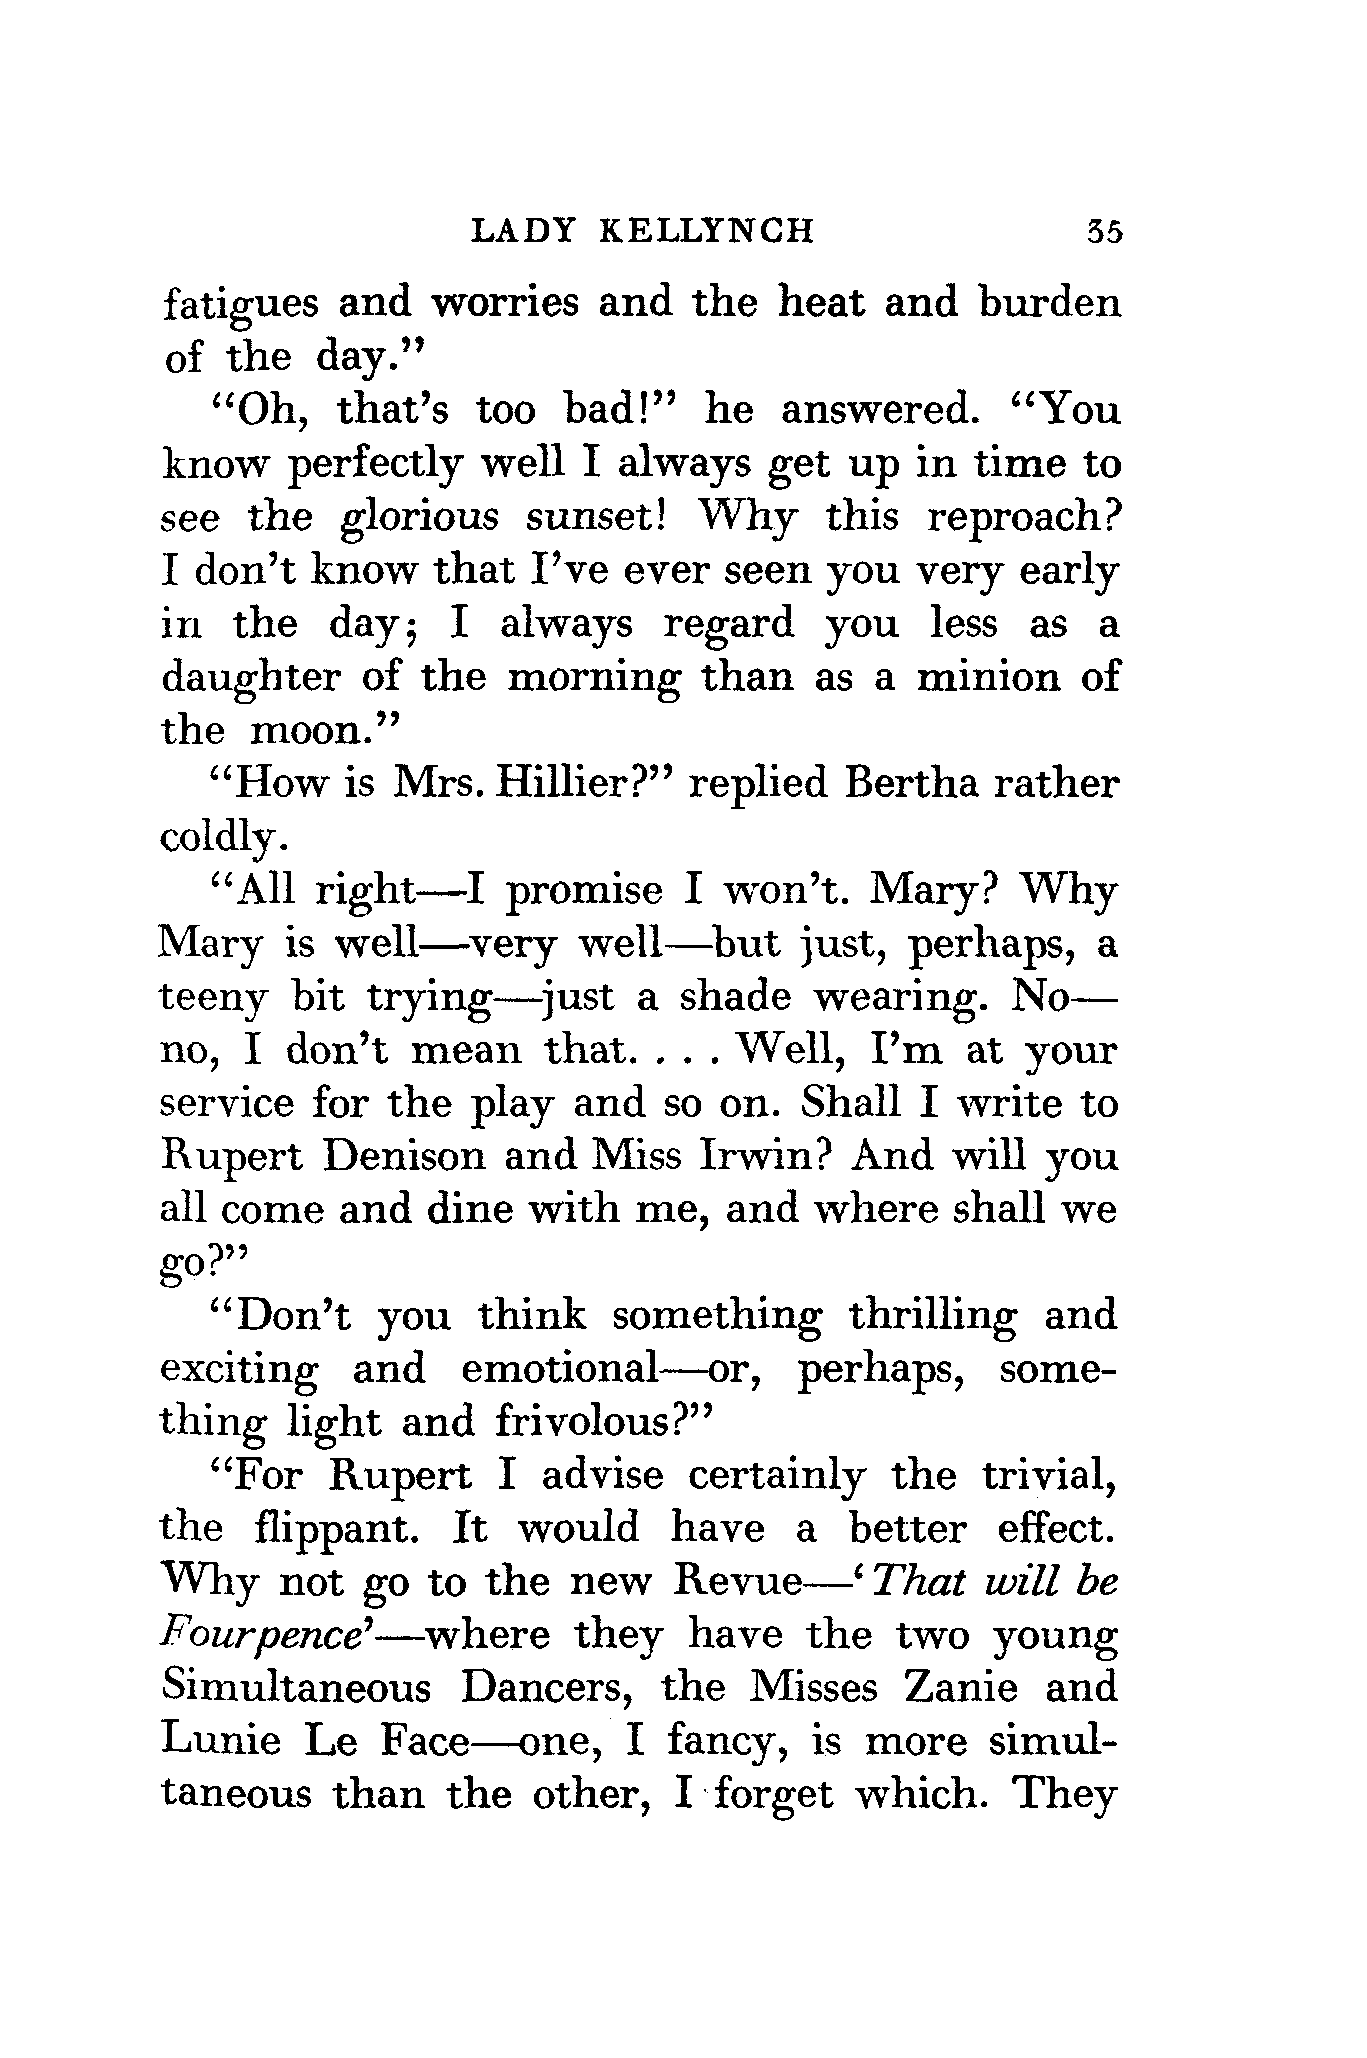 LADY KELLYNCH 35
fatigues and worries and the heat and burden
of the day.”
“Oh, that’s too bad!” he answered. “You
know perfectly well I always get up in time to
see the glorious sunset! Why this reproach?
I don’t know that I’ve ever seen you very early
in the day; I always regard you less as a
daughter of the morning than as a minion of
the moon.”
“How is Mrs. Hillier?” replied Bertha rather
coldly.
“All right—I promise I won’t. Mary? Why
Mary is well—very well—but just, perhaps, a
teeny bit trying—just a shade wearing. No—
no, I don’t mean that. . . . Well, I’m at your
service for the play and so on. Shall I write to
Rupert Denison and Miss Irwin? And will you
all come and dine with me, and where shall we
go?”
“Don’t you think something thrilling and
exciting and emotional—or, perhaps, some-
thing light and frivolous?”
“For Rupert I advise certainly the trivial,
the flippant. It would have a better effect.
Why not go to the new Revue—‘That will be
Fourpence’—where they have the two young
Simultaneous Dancers, the Misses Zanie and
Lunie Le Face—one, I fancy, is more simul-
taneous than the other, I forget which. They